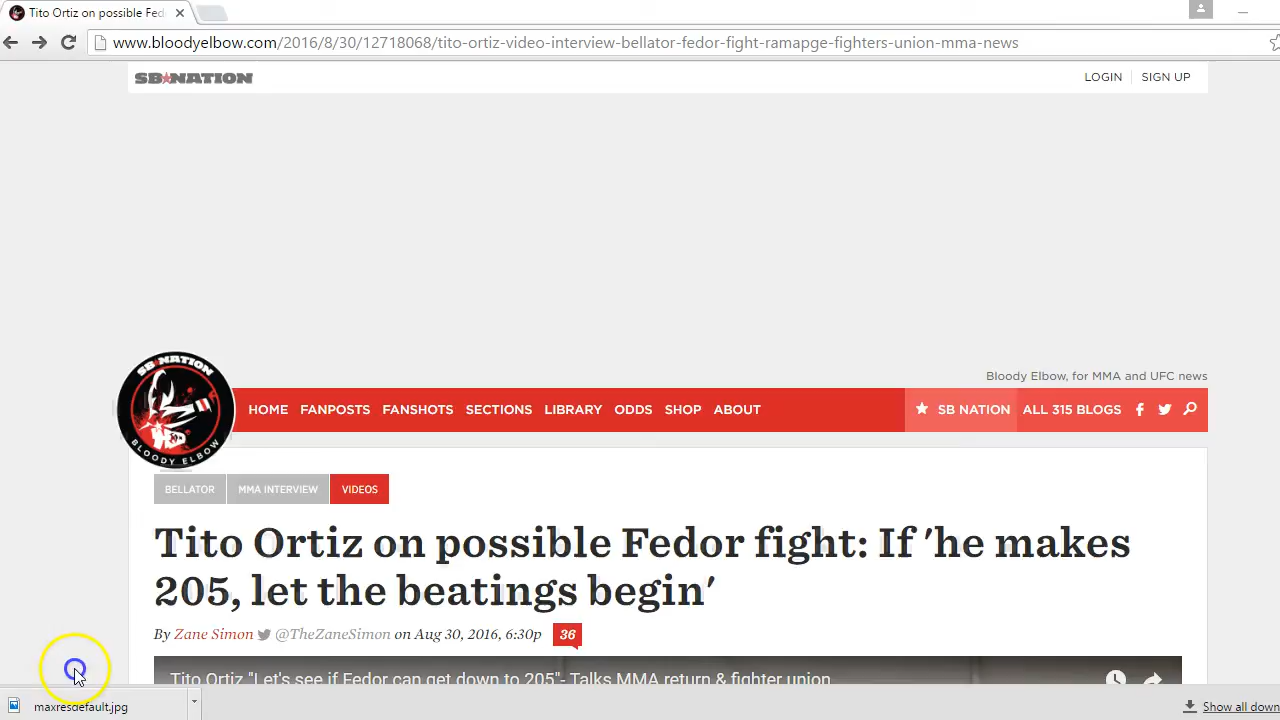 Tito Ortiz on possible Fed
www.bloodyelbow.com/2016/8/30/12718068/tito-ortiz-video-interview-bellator-fedor-fight-ramapge-fighters-union-mma-news
SB NATION
LOGIN SIGN UP
Bloody Elbow, for MMA and UFC news
SB NATION
BLOODY ELBOW
HOME FANPOSTS FANSHOTS SECTIONS LIBRARY ODDS SHOP ABOUT SB NATION ALL 315 BLOGS
BELLATOR MMA INTERVIEW VIDEOS
Tito Ortiz on possible Fedor fight: If 'he makes
205, let the beatings begin'
By Zane Simon @TheZaneSimon on Aug 30, 2016, 6:30p 36
Tito Ortiz "Let's see if Fedor can get down to 205"- Talks MMA return & fighter union
maxresdefault.jpg
Show all down